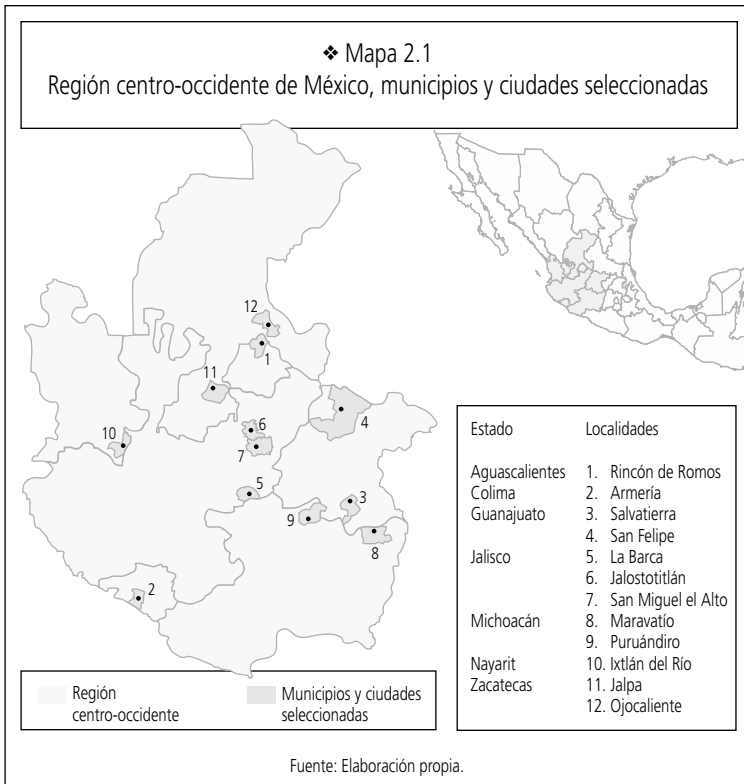 ❖ Mapa 2.1
Región centro-occidente de México, municipios y ciudades seleccionadas
12
1
11
4
6
10
7
5
3
9
8
2
Estado Localidades
Aguascalientes 1. Rincón de Romos
Colima 2. Armería
Guanajuato 3. Salvatierra
4. San Felipe
Jalisco 5. La Barca
6. Jalostotitlán
7. San Miguel el Alto
Michoacán 8. Maravatío
9. Puruándiro
Nayarit 10. Ixtlán del Río
Zacatecas 11. Jalpa
12. Ojocaliente
Región
centro-occidente
Municipios y ciudades
seleccionadas
Fuente: Elaboración propia.